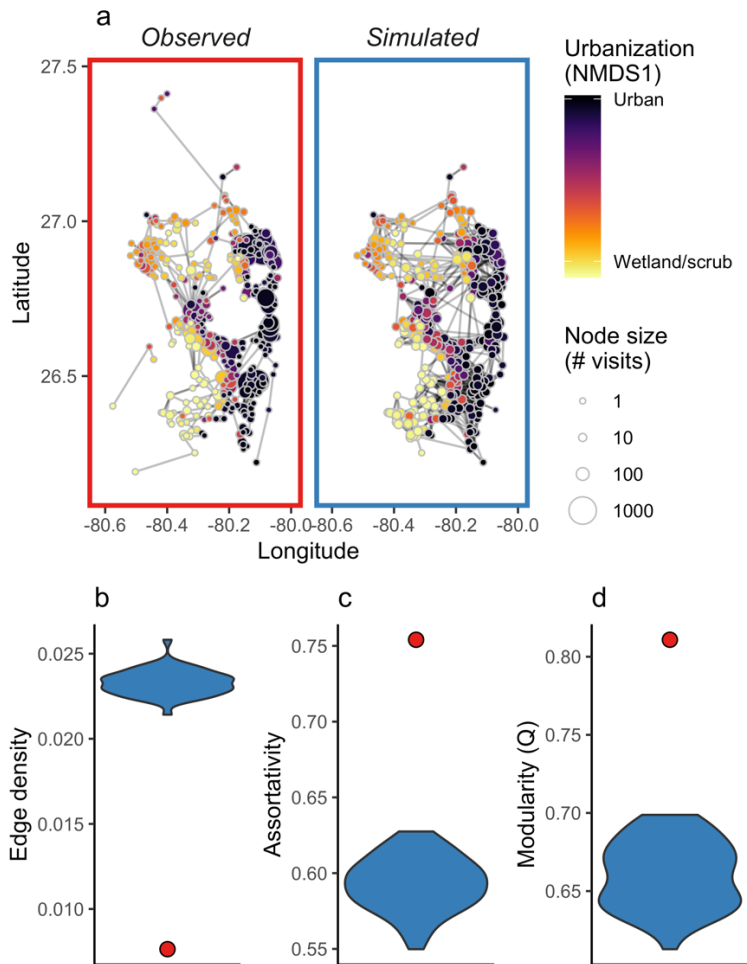 a
Observed
Simulated
27.5
27.0
26.5
Latitude
-80.6
-80.4
-80.2
-80.0
-80.6
-80.4
-80.2
-80.0
Longitude
Urbanization
(NMDS1)
Urban
Wetland/scrub
Node size
(# visits)
1
10
100
1000
b
0.025
0.020
0.015
0.010
Edge density
c
0.75
0.70
0.65
0.60
0.55
Assortativity
d
0.80
0.75
0.70
0.65
Modularity (Q)